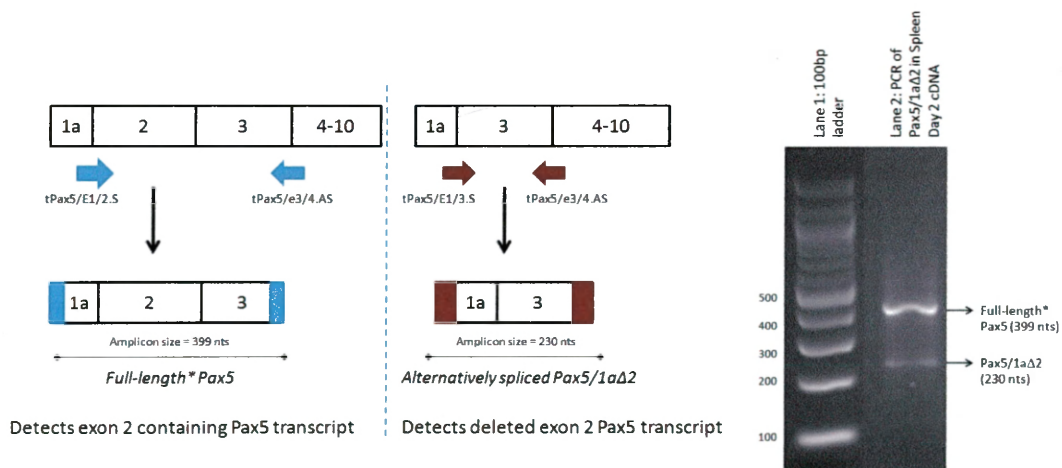 1a 2 3 4-10
tPax5/E1/2.S tPax5/e3/4.AS
1a 2 3
Amplicon size = 399 nts
Full-length* Pax5
Detects exon 2 containing Pax5 transcript
1a 3 4-10
tPax5/E1/3.S tPax5/e3/4.AS
1a 3
Amplicon size = 230 nts
Alternatively spliced Pax5/1aΔ2
Detects deleted exon 2 Pax5 transcript
Lane 1: 100bp
ladder
Lane 2: PCR of
Pax5/1aΔ2 in Spleen
Day 2 cDNA
500
400
300
200
100
Full-length*
Pax5 (399 nts)
Pax5/1aΔ2
(230 nts)